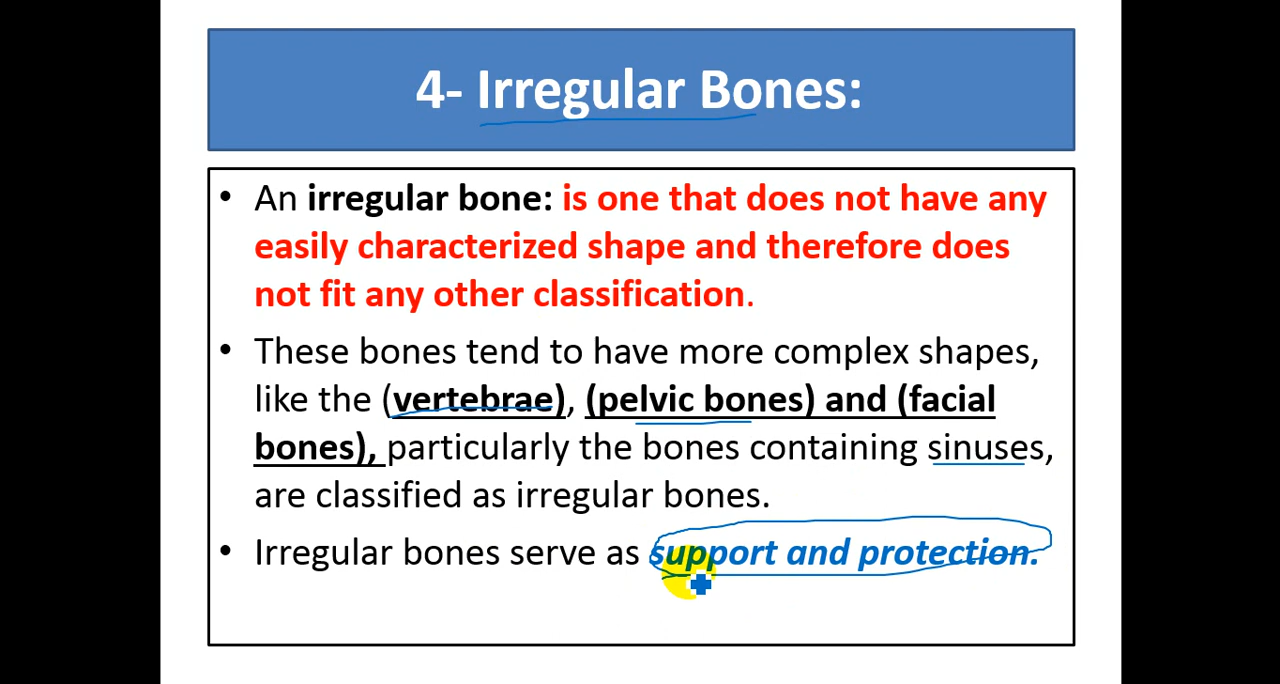 4- Irregular Bones:
• An irregular bone: is one that does not have any
easily characterized shape and therefore does
not fit any other classification.
• These bones tend to have more complex shapes,
like the (vertebrae), (pelvic bones) and (facial
bones), particularly the bones containing sinuses,
are classified as irregular bones.
• Irregular bones serve as support and protection.